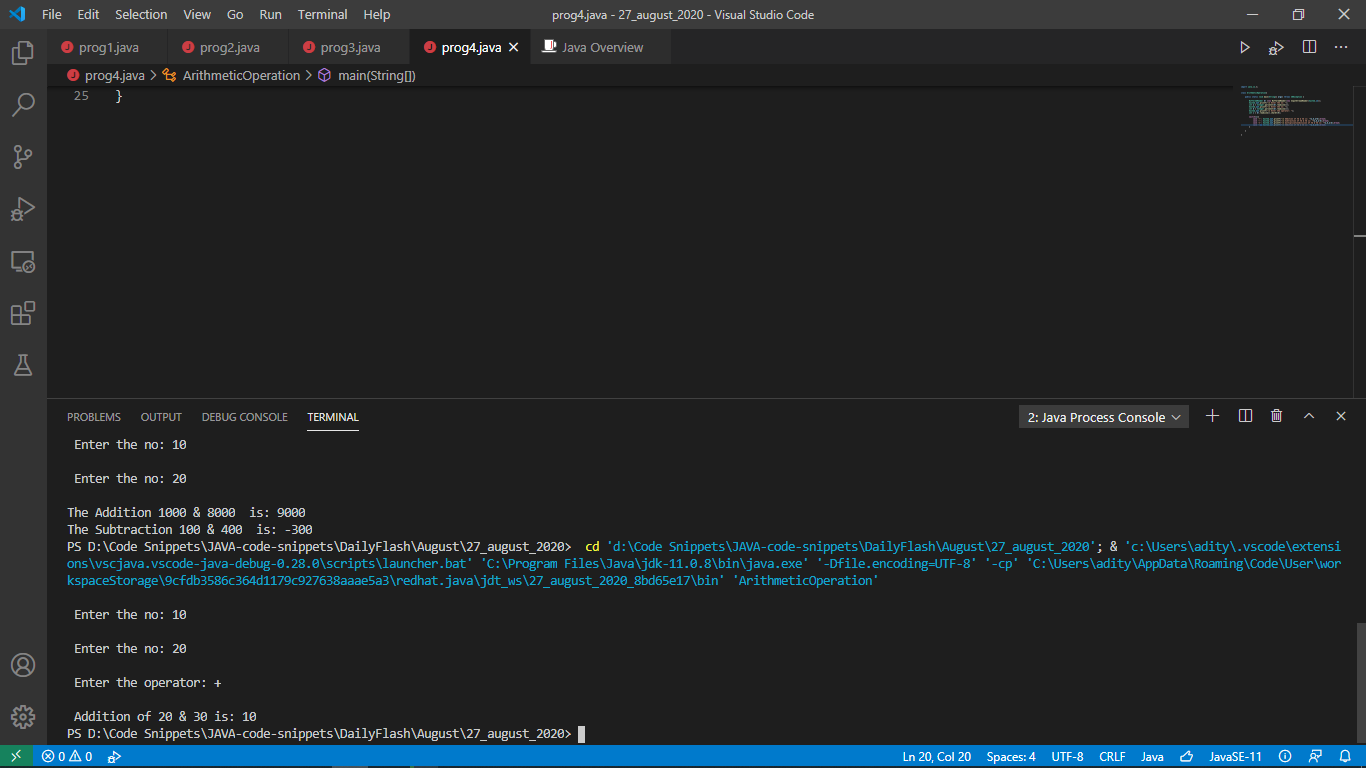 File Edit Selection View Go Run Terminal Help prog4.java - 27_august_2020 - Visual Studio Code
prog1.java prog2.java prog3.java prog4.java Java Overview
prog4.java > ArithmeticOperation > main(String[])
25 }
PROBLEMS OUTPUT DEBUG CONSOLE TERMINAL 2: Java Process Console
Enter the no: 10
Enter the no: 20
The Addition 1000 & 8000  is: 9000
The Subtraction 100 & 400  is: -300
PS D:\Code Snippets\JAVA-code-snippets\DailyFlash\August\27_august_2020>  cd 'd:\Code Snippets\JAVA-code-snippets\DailyFlash\August\27_august_2020'; & 'c:\Users\adity\.vscode\extensi
ons\vscjava.vscode-java-debug-0.28.0\scripts\launcher.bat' 'C:\Program Files\Java\jdk-11.0.8\bin\java.exe' '-Dfile.encoding=UTF-8' '-cp' 'C:\Users\adity\AppData\Roaming\Code\User\wor
kspaceStorage\9cfdb3586c364d1179c927638aaae5a3\redhat.java\jdt_ws\27_august_2020_8bd65e17\bin' 'ArithmeticOperation'
Enter the no: 10
Enter the no: 20
Enter the operator: +
Addition of 20 & 30 is: 10
PS D:\Code Snippets\JAVA-code-snippets\DailyFlash\August\27_august_2020>
0 0 Ln 20, Col 20 Spaces: 4 UTF-8 CRLF Java JavaSE-11